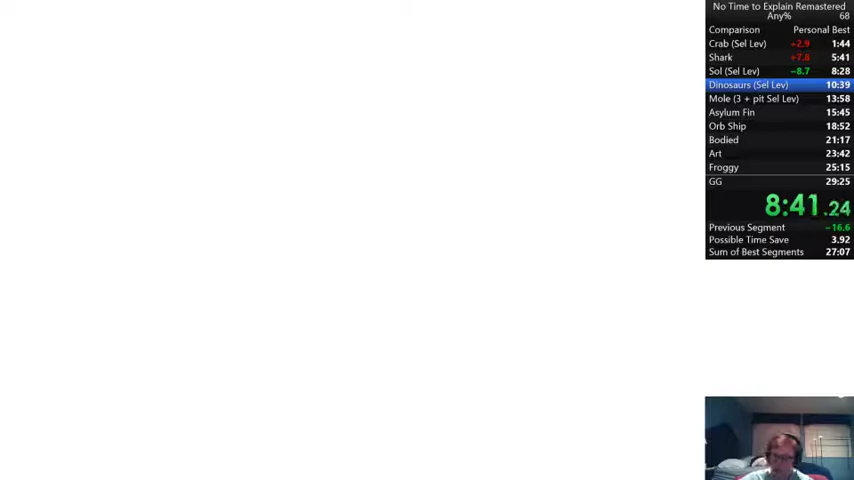 No Time to Explain Remastered
Any% 68
Comparison Personal Best
Crab (Sel Lev) +2.9 1:44
Shark +7.8 5:41
Sol (Sel Lev) −8.7 8:28
Dinosaurs (Sel Lev) 10:39
Mole (3 + pit Sel Lev) 13:58
Asylum Fin 15:45
Orb Ship 18:52
Bodied 21:17
Art 23:42
Froggy 25:15
GG 29:25
8:41.24
Previous Segment −16.6
Possible Time Save 3.92
Sum of Best Segments 27:07